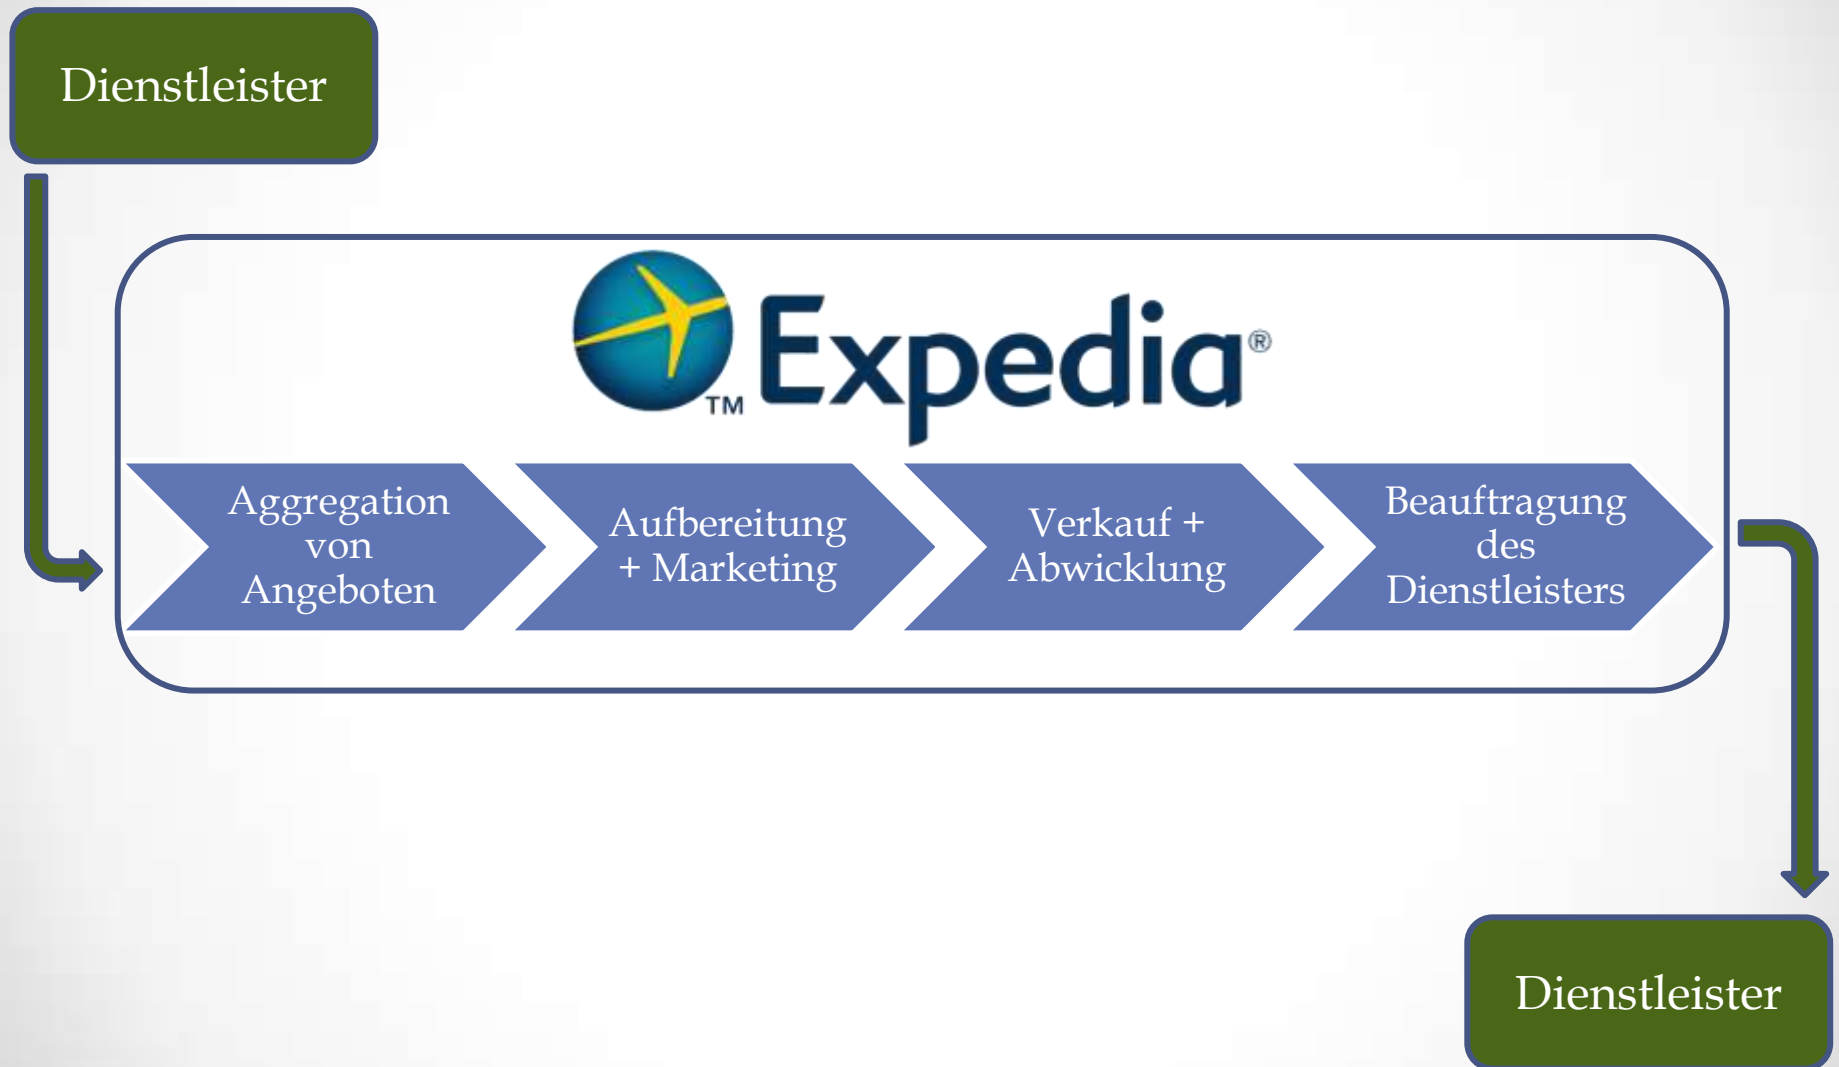 Dienstleister
™ Expedia®
Aggregation
von
Angeboten
Aufbereitung
+ Marketing
Verkauf +
Abwicklung
Beauftragung
des
Dienstleisters
Dienstleister